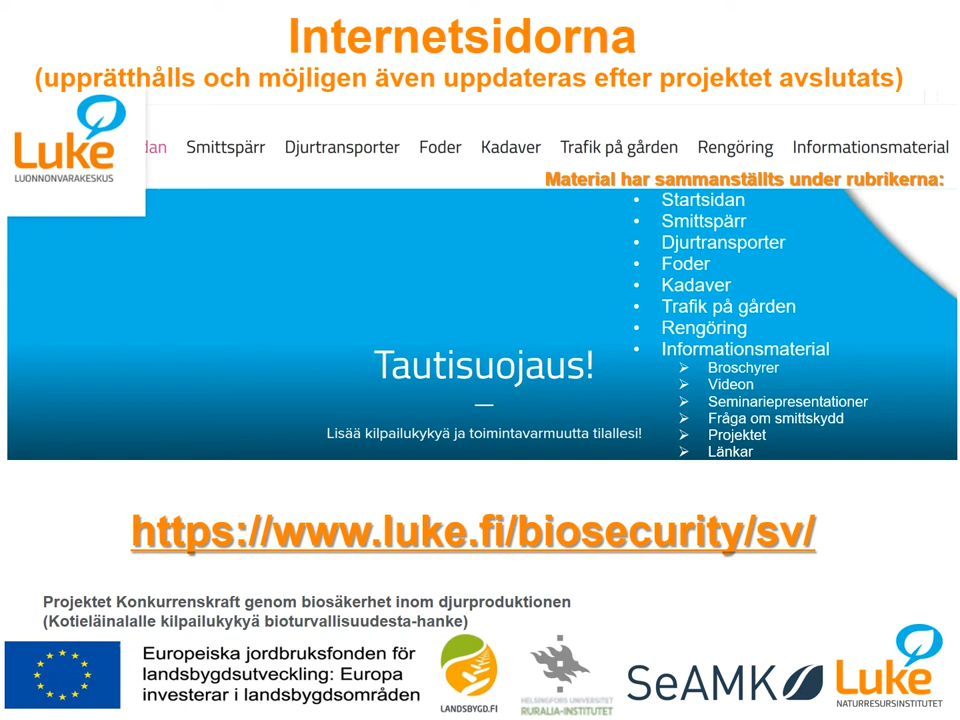 Internetsidorna
(upprätthålls och möjligen även uppdateras efter projektet avslutats)
Luke
LUONNONVARAKESKUS
dan Smittspärr Djurtransporter Foder Kadaver Trafik på gården Rengöring Informationsmaterial
Material har sammanställts under rubrikerna:
• Startsidan
• Smittspärr
• Djurtransporter
• Foder
• Kadaver
• Trafik på gården
• Rengöring
• Informationsmaterial
➢ Broschyrer
➢ Videon
➢ Seminariepresentationer
➢ Fråga om smittskydd
➢ Projektet
➢ Länkar
Tautisuojaus!
Lisää kilpailukykyä ja toimintavarmuutta tilallesi!
https://www.luke.fi/biosecurity/sv/
Projektet Konkurrenskraft genom biosäkerhet inom djurproduktionen
(Kotieläinalalle kilpailukykyä bioturvallisuudesta-hanke)
Europeiska jordbruksfonden för
landsbygdsutveckling: Europa
investerar i landsbygdsområden
LANDSBYGD.FI
HELSINGFORS UNIVERSITET
RURALIA-INSTITUTET
SeAMK
Luke
NATURRESURSINSTITUTET